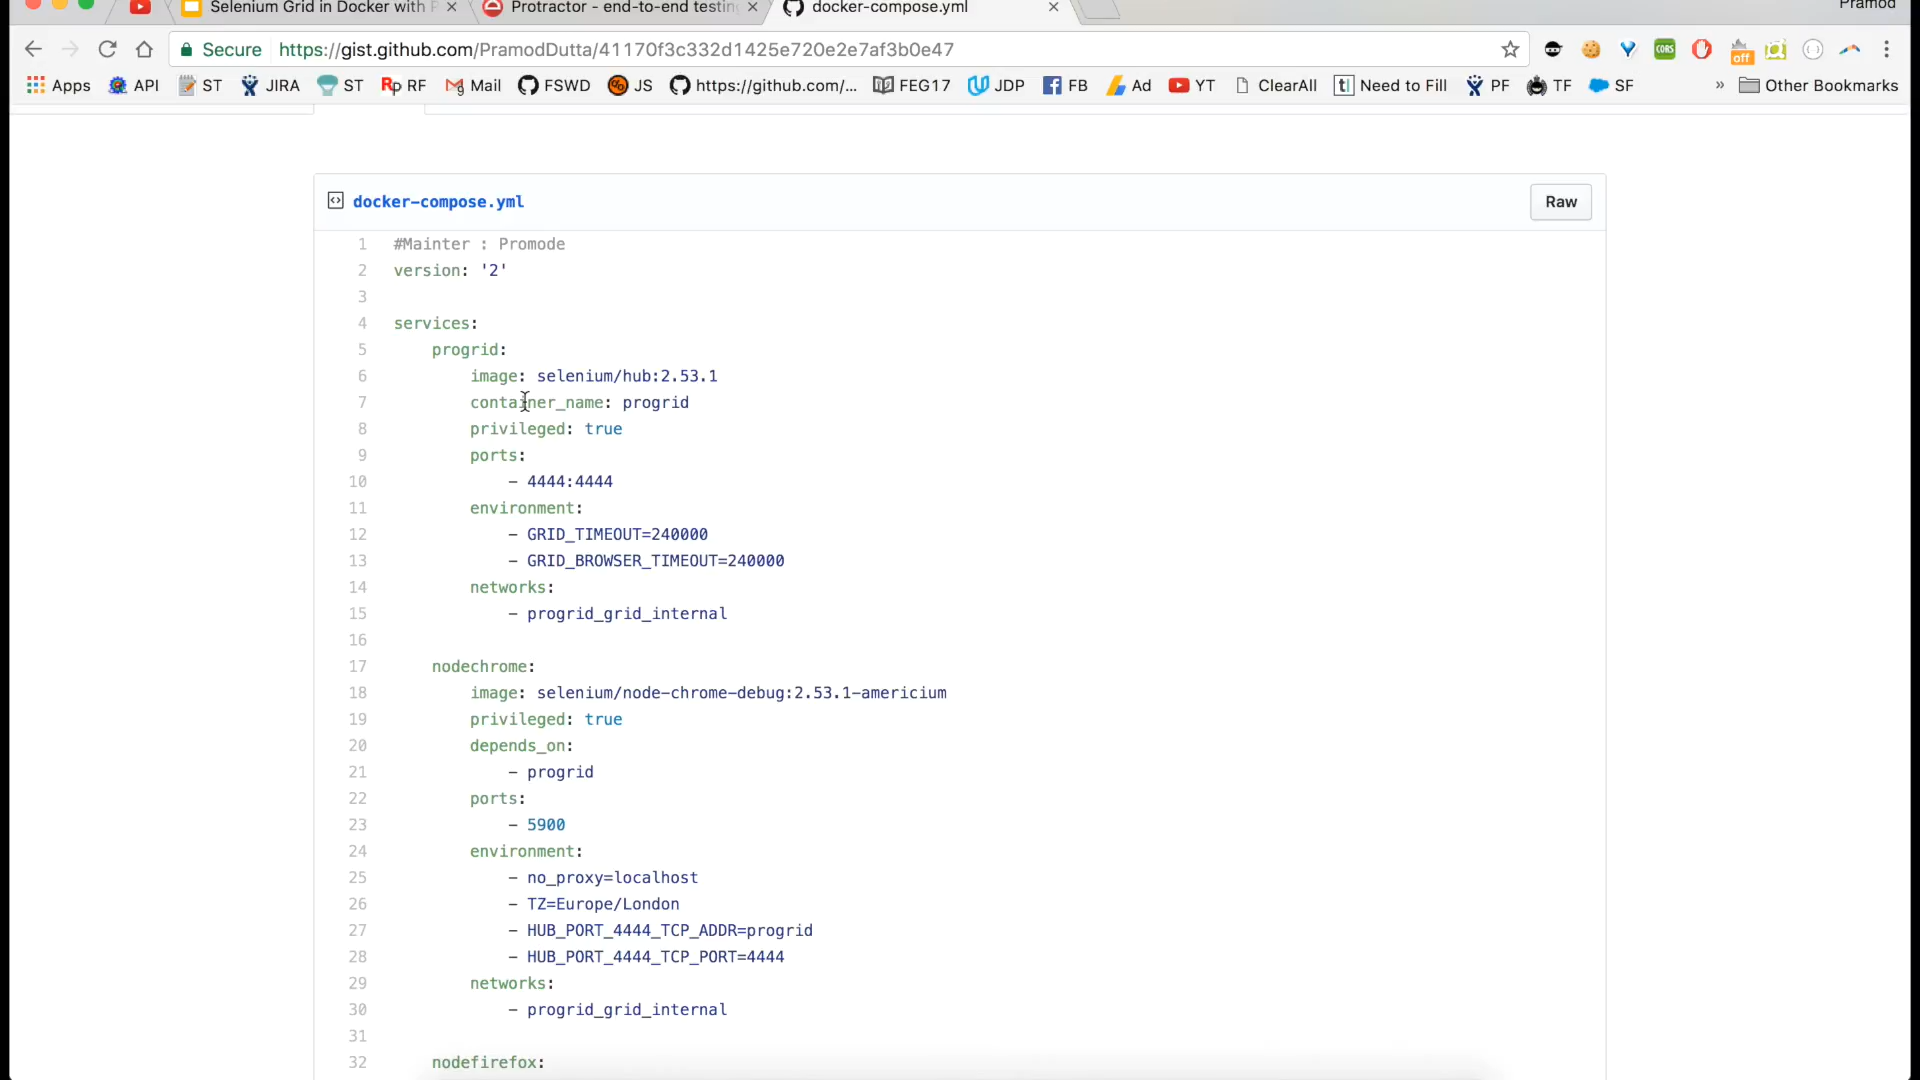 Selenium Grid in Docker with P
Protractor - end-to-end testing
docker-compose.yml
Pramod
Secure https://gist.github.com/PramodDutta/41170f3c332d1425e720e2e7af3b0e47
CORS
off
Apps API ST JIRA ST RF Mail FSWD JS https://github.com/... FEG17 JDP FB Ad YT ClearAll Need to Fill PF TF SF » Other Bookmarks
docker-compose.yml
Raw
1 #Mainter : Promode
2 version: '2'
3
4 services:
5 progrid:
6 image: selenium/hub:2.53.1
7 container_name: progrid
8 privileged: true
9 ports:
10 - 4444:4444
11 environment:
12 - GRID_TIMEOUT=240000
13 - GRID_BROWSER_TIMEOUT=240000
14 networks:
15 - progrid_grid_internal
16
17 nodechrome:
18 image: selenium/node-chrome-debug:2.53.1-americium
19 privileged: true
20 depends_on:
21 - progrid
22 ports:
23 - 5900
24 environment:
25 - no_proxy=localhost
26 - TZ=Europe/London
27 - HUB_PORT_4444_TCP_ADDR=progrid
28 - HUB_PORT_4444_TCP_PORT=4444
29 networks:
30 - progrid_grid_internal
31
32 nodefirefox: